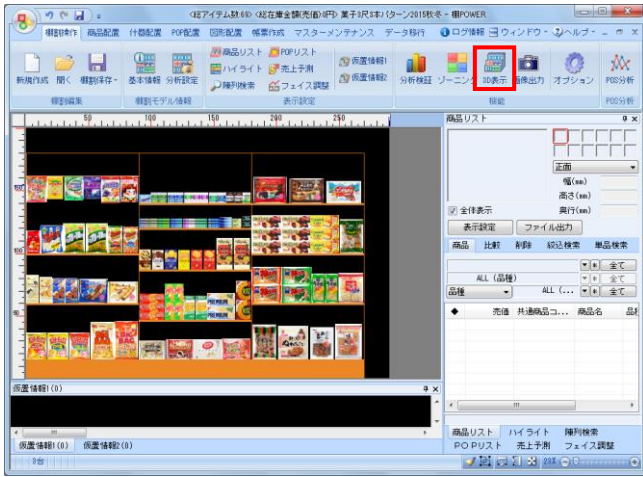 <総アイテム数:65> <総在庫金額(売価):0円> 菓子3尺3本パターン2015秋冬 - 棚POWER
棚割操作 商品配置 什器配置 POP配置 図形配置 帳票作成 マスターメンテナンス データ移行 ログ情報 ウィンドウ ヘルプ
新規作成 開く 棚割保存 基本情報 分析設定 商品リスト POPリスト 仮置情報1
ハイライト 売上予測 仮置情報2
陳列検索 フェイス調整
分析検証 ゾーニング 3D表示 画像出力 オプション POS分析
棚割編集 棚割モデル/情報 表示設定 機能 POS分析
50 100 150 200 250
商品リスト
正面
幅(mm)
高さ(mm)
全体表示 奥行(mm)
表示設定 ファイル出力
商品 比較 削除 絞込検索 単品検索
全て
ALL (品種) 全て
品種 ALL (... 全て
◆ 売価 共通商品コ... 商品名
150
100
50
仮置情報1(0)
仮置情報1(0) 仮置情報2(0)
商品リスト ハイライト 陳列検索
POPリスト 売上予測 フェイス調整
3台 28%